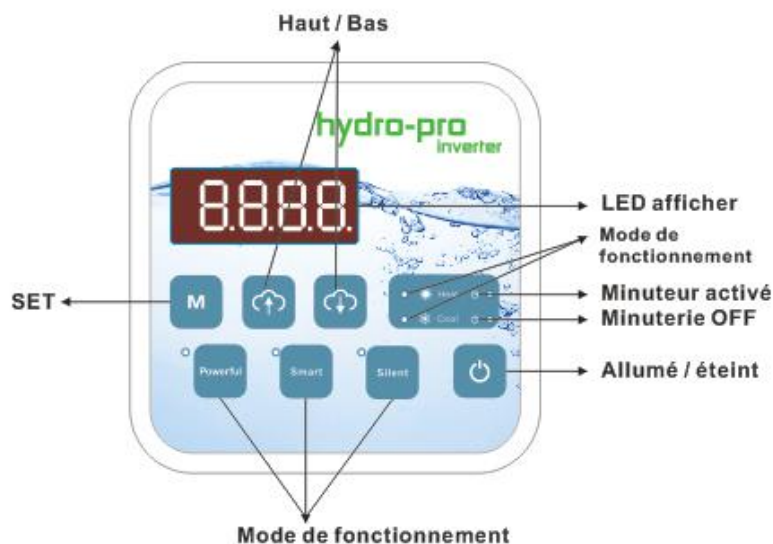 Haut / Bas
hydro-pro
inverter
8.8.8.8.
LED afficher
Mode de
fonctionnement
SET
M
Heat
Minuteur activé
Cool
Minuterie OFF
Powerful
Smart
Silent
Allumé / éteint
Mode de fonctionnement